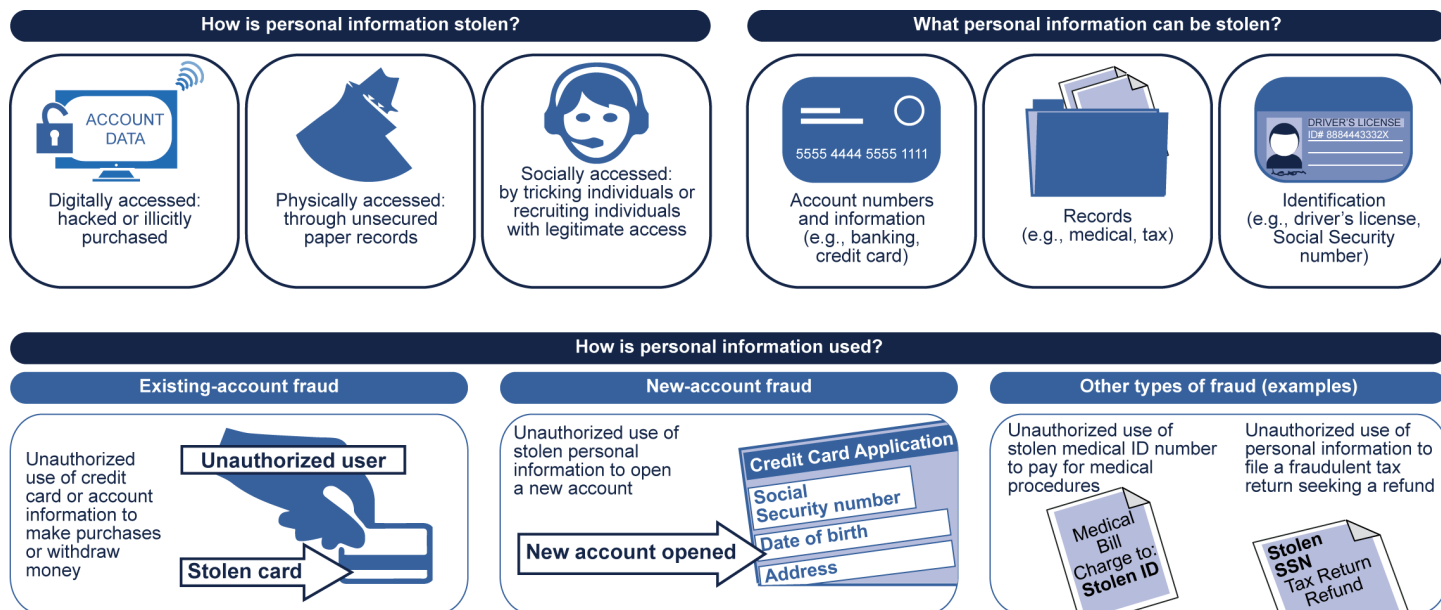 How is personal information stolen?
ACCOUNT
DATA
Digitally accessed:
hacked or illicitly
purchased
Physically accessed:
through unsecured
paper records
Socially accessed:
by tricking individuals or
recruiting individuals
with legitimate access
What personal information can be stolen?
5555 4444 5555 1111
Account numbers
and information
(e.g., banking,
credit card)
Records
(e.g., medical, tax)
DRIVER'S LICENSE
ID# 8884443332X
Identification
(e.g., driver's license,
Social Security
number)
How is personal information used?
Existing-account fraud
Unauthorized
use of credit
card or account
information to
make purchases
or withdraw
money
Unauthorized user
Stolen card
New-account fraud
Unauthorized use of
stolen personal
information to open
a new account
New account opened
Credit Card Application
Social
Security number
Date of birth
Address
Other types of fraud (examples)
Unauthorized use of
stolen medical ID number
to pay for medical
procedures
Medical
Bill
Charge to:
Stolen ID
Unauthorized use of
personal information to
file a fraudulent tax
return seeking a refund
Stolen
SSN
Tax Return
Refund